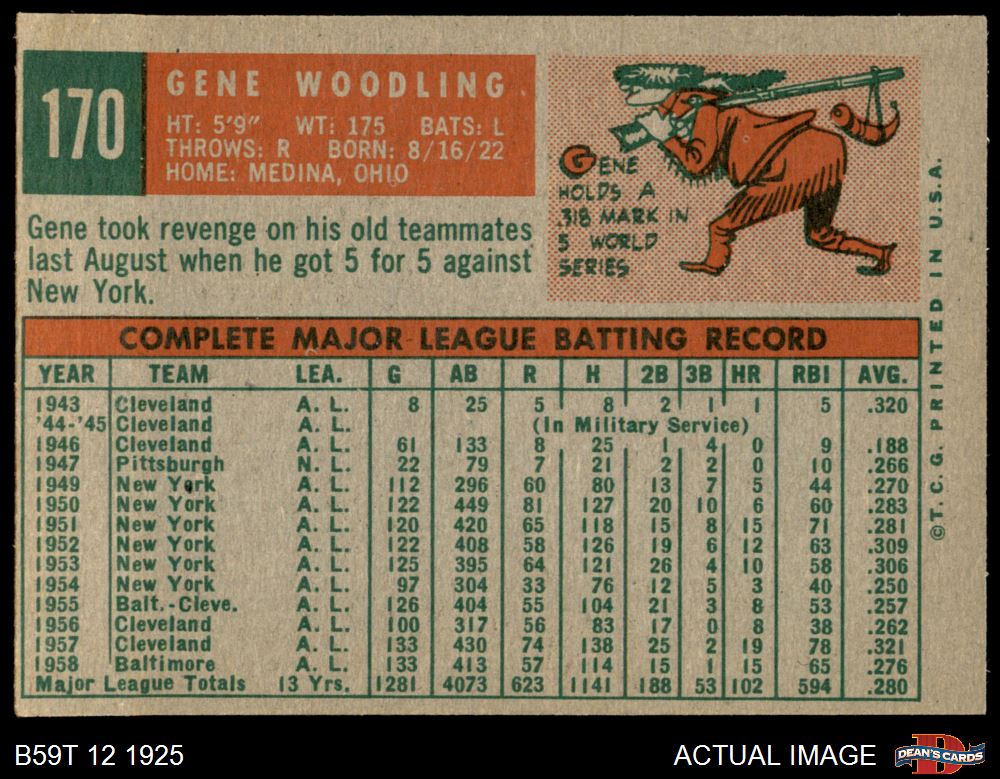 170
GENE WOODLING
HT: 5'9" WT: 175 BATS: L
THROWS: R BORN: 8/16/22
HOME: MEDINA, OHIO
Gene took revenge on his old teammates
last August when he got 5 for 5 against
New York.
GENE
HOLDS A
.318 MARK IN
5 WORLD
SERIES
COMPLETE MAJOR LEAGUE BATTING RECORD
YEAR TEAM LEA. G AB R H 2B 3B HR RBI AVG.
1943 Cleveland A. L. 8 25 5 8 2 1 1 5 .320
'44-'45 Cleveland A. L. (In Military Service)
1946 Cleveland A. L. 61 133 8 25 1 4 0 9 .188
1947 Pittsburgh N. L. 22 79 7 21 2 2 0 10 .266
1949 New York A. L. 112 296 60 80 13 7 5 44 .270
1950 New York A. L. 122 449 81 127 20 10 6 60 .283
1951 New York A. L. 120 420 65 118 15 8 15 71 .281
1952 New York A. L. 122 408 58 126 19 6 12 63 .309
1953 New York A. L. 125 395 64 121 26 4 10 58 .306
1954 New York A. L. 97 304 33 76 12 5 3 40 .250
1955 Balt.-Cleve. A. L. 126 404 55 104 21 3 8 53 .257
1956 Cleveland A. L. 100 317 56 83 17 0 8 38 .262
1957 Cleveland A. L. 133 430 74 138 25 2 19 78 .321
1958 Baltimore A. L. 133 413 57 114 15 1 15 65 .276
Major League Totals 13 Yrs. 1281 4073 623 1141 188 53 102 594 .280
©T. C. G. PRINTED IN U.S.A.
B59T 12 1925
ACTUAL IMAGE
DEAN'S CARDS